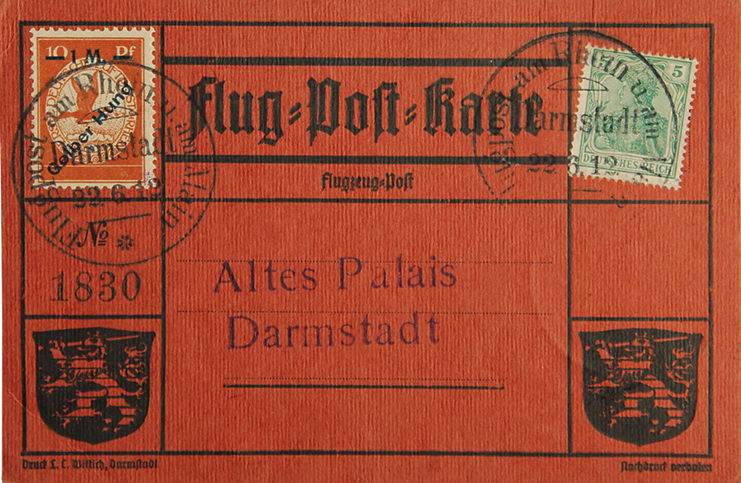 10 Pf
1 M.
Gelber Hund
Flugpost am Rhein u. am Main
Darmstadt
22.6.12
Flug-Post-Karte
Flugzeug-Post
am Rhein u. am
Darmstadt
22.6.12
5
DEUTSCHES REICH
No
1830
Altes Palais
Darmstadt
Druck L. C. Wittich, Darmstadt
Nachdruck verboten